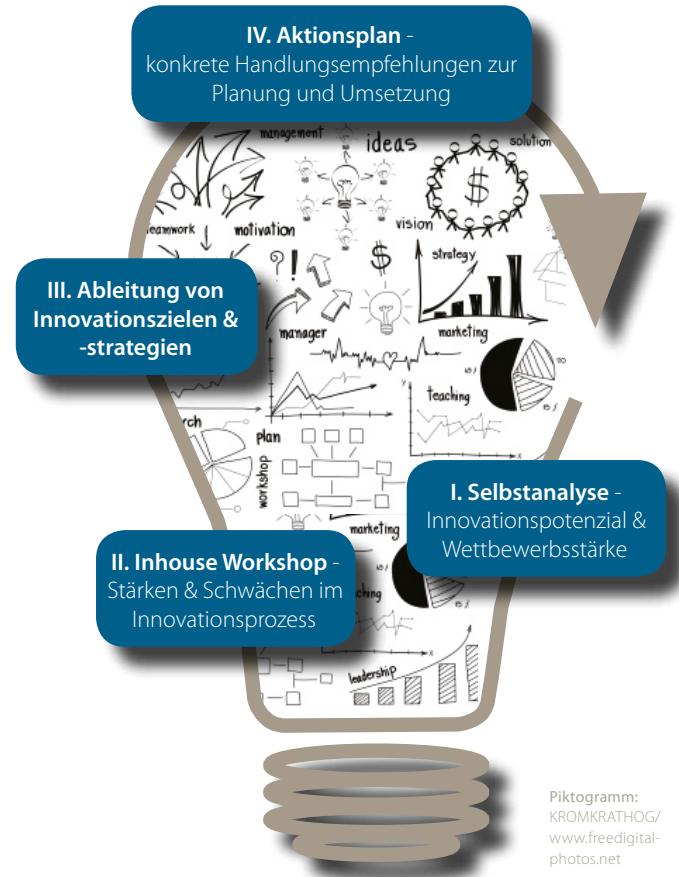 IV. Aktionsplan -
konkrete Handlungsempfehlungen zur
Planung und Umsetzung
management
ideas
solution
teamwork
motivation
vision
$
?!
$
strategy
III. Ableitung von
Innovationszielen &
-strategien
manager
marketing
teaching
y
x
plan
workshop
I. Selbstanalyse -
Innovationspotenzial &
Wettbewerbsstärke
marketing
II. Inhouse Workshop -
Stärken & Schwächen im
Innovationsprozess
x
leadership
Piktogramm:
KROMKRATHOG/
www.freedigital-
photos.net